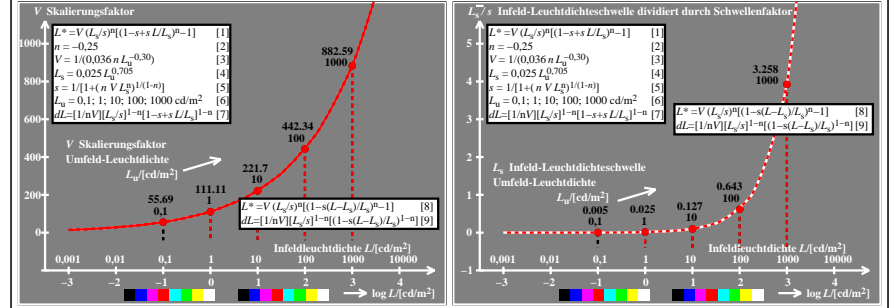 V Skalierungsfaktor
L*=V(Lₛ/s)ⁿ[(1−s+s L/Lₛ)ⁿ−1] [1]
n = −0,25 [2]
V = 1/(0,036 n Lᵤ^−0,30) [3]
Lₛ = 0,025 Lᵤ^0,705 [4]
s = 1/[1+( n V Lₛⁿ)^1/(1-n)] [5]
Lᵤ = 0,1; 1; 10; 100; 1000 cd/m² [6]
dL=[1/nV][Lₛ/s]^1−n[1−s+s L/Lₛ]^1−n [7]
882.59
1000
1000
800
600
442.34
100
V Skalierungsfaktor
Umfeld-Leuchtdichte
Lᵤ/[cd/m²]
400
221.7
10
200
111.11
1
55.69
0,1
L*=V(Lₛ/s)ⁿ[(1−s(L−Lₛ)/Lₛ)ⁿ−1] [8]
dL=[1/nV][Lₛ/s]^1−n[(1−s(L−Lₛ)/Lₛ)^1−n] [9]
0
Infeldleuchtdichte L/[cd/m²]
0,001 0,01 0,1 1 10 100 1000 10000
−3 −2 −1 0 1 2 3 4
log L/[cd/m²]
Lₛ / s Infeld-Leuchtdichteschwelle dividiert durch Schwellenfaktor
L*=V(Lₛ/s)ⁿ[(1−s+s L/Lₛ)ⁿ−1] [1]
n = −0,25 [2]
V = 1/(0,036 n Lᵤ^−0,30) [3]
Lₛ = 0,025 Lᵤ^0,705 [4]
s = 1/[1+( n V Lₛⁿ)^1/(1-n)] [5]
Lᵤ = 0,1; 1; 10; 100; 1000 cd/m² [6]
dL=[1/nV][Lₛ/s]^1−n[1−s+s L/Lₛ]^1−n [7]
5
4
3.258
1000
L*=V(Lₛ/s)ⁿ[(1−s(L−Lₛ)/Lₛ)ⁿ−1] [8]
dL=[1/nV][Lₛ/s]^1−n[(1−s(L−Lₛ)/Lₛ)^1−n] [9]
3
2
Lₛ Infeld-Leuchtdichteschwelle
Umfeld-Leuchtdichte
Lᵤ/[cd/m²]
1
0.005
0,1
0.025
1
0.127
10
0.643
100
0
Infeldleuchtdichte L/[cd/m²]
0,001 0,01 0,1 1 10 100 1000 10000
−1
−3 −2 −1 0 1 2 3 4
log L/[cd/m²]